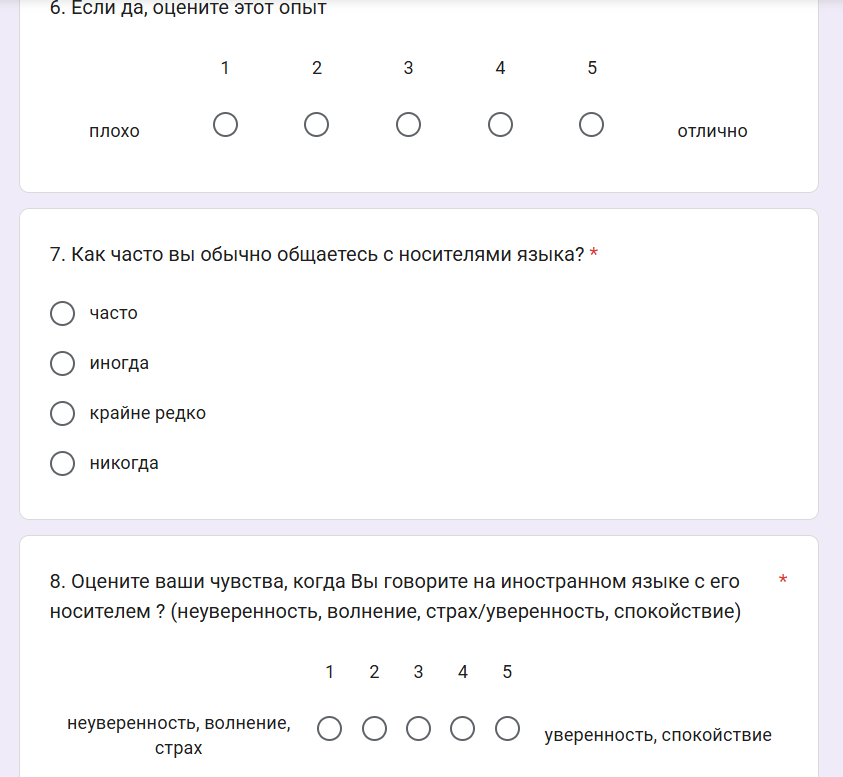 6. Если да, оцените этот опыт
1 2 3 4 5
плохо отлично
7. Как часто вы обычно общаетесь с носителями языка? *
часто
иногда
крайне редко
никогда
8. Оцените ваши чувства, когда Вы говорите на иностранном языке с его *
носителем ? (неуверенность, волнение, страх/уверенность, спокойствие)
1 2 3 4 5
неуверенность, волнение,
страх
уверенность, спокойствие